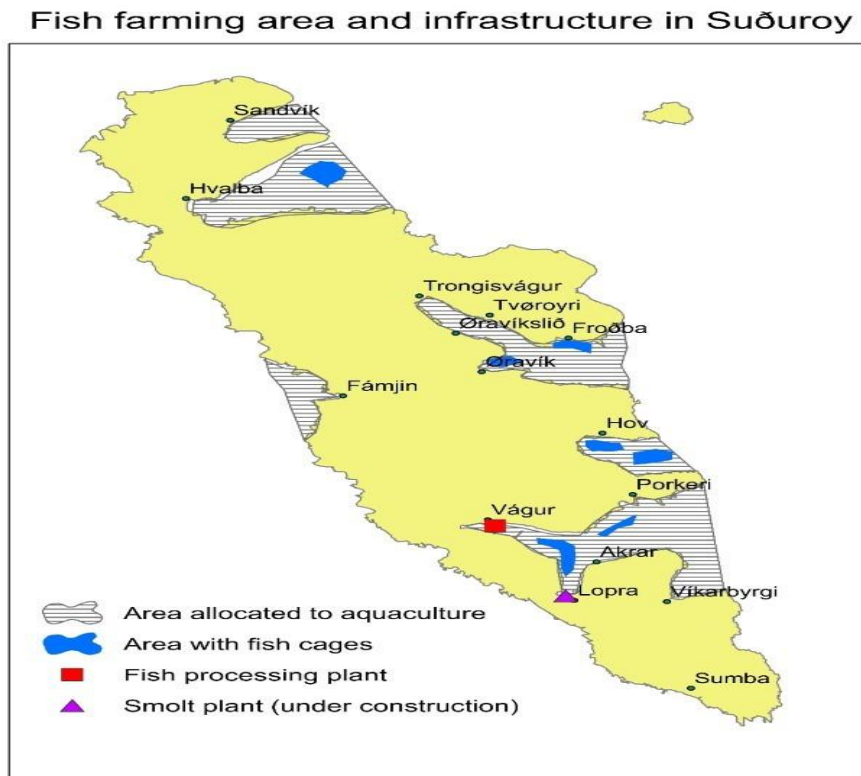 Fish farming area and infrastructure in Suðuroy
Sandvík
Hvalba
Trongisvágur
Tvøroyri
Øravíkslið
Froðba
Øravík
Fámjin
Hov
Porkeri
Vágur
Akrar
Lopra
Víkarbyrgi
Sumba
Area allocated to aquaculture
Area with fish cages
Fish processing plant
Smolt plant (under construction)